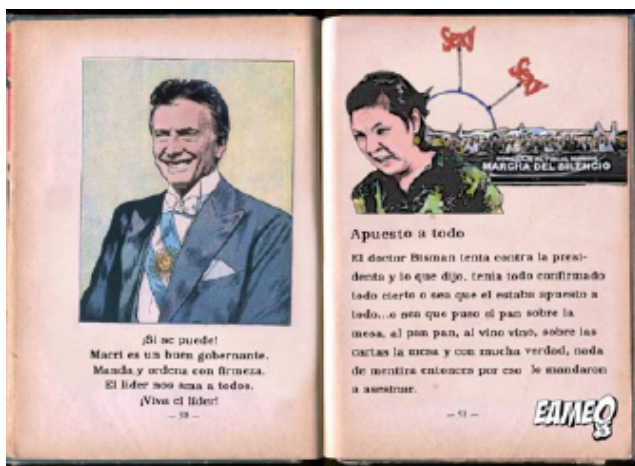 ¡Si se puede!
Macri es un buen gobernante.
Manda y ordena con firmeza.
El líder nos ama a todos.
¡Viva el líder!
— 50 —
Sexy
MARCHA DEL SILENCIO
Apuesto a todo
El doctor Bisman tenta contra la presi-
denta y lo que dijo, tenia todo confirmado
todo cierto o sea que el estaba apuesto a
todo...o sea que puso el pan sobre la
mesa, al pan pan, al vino vino, sobre las
cartas la mesa y con mucha verdad, nada
de mentira entonces por eso le mandaron
a asesinar.
— 51 —
EAMEO